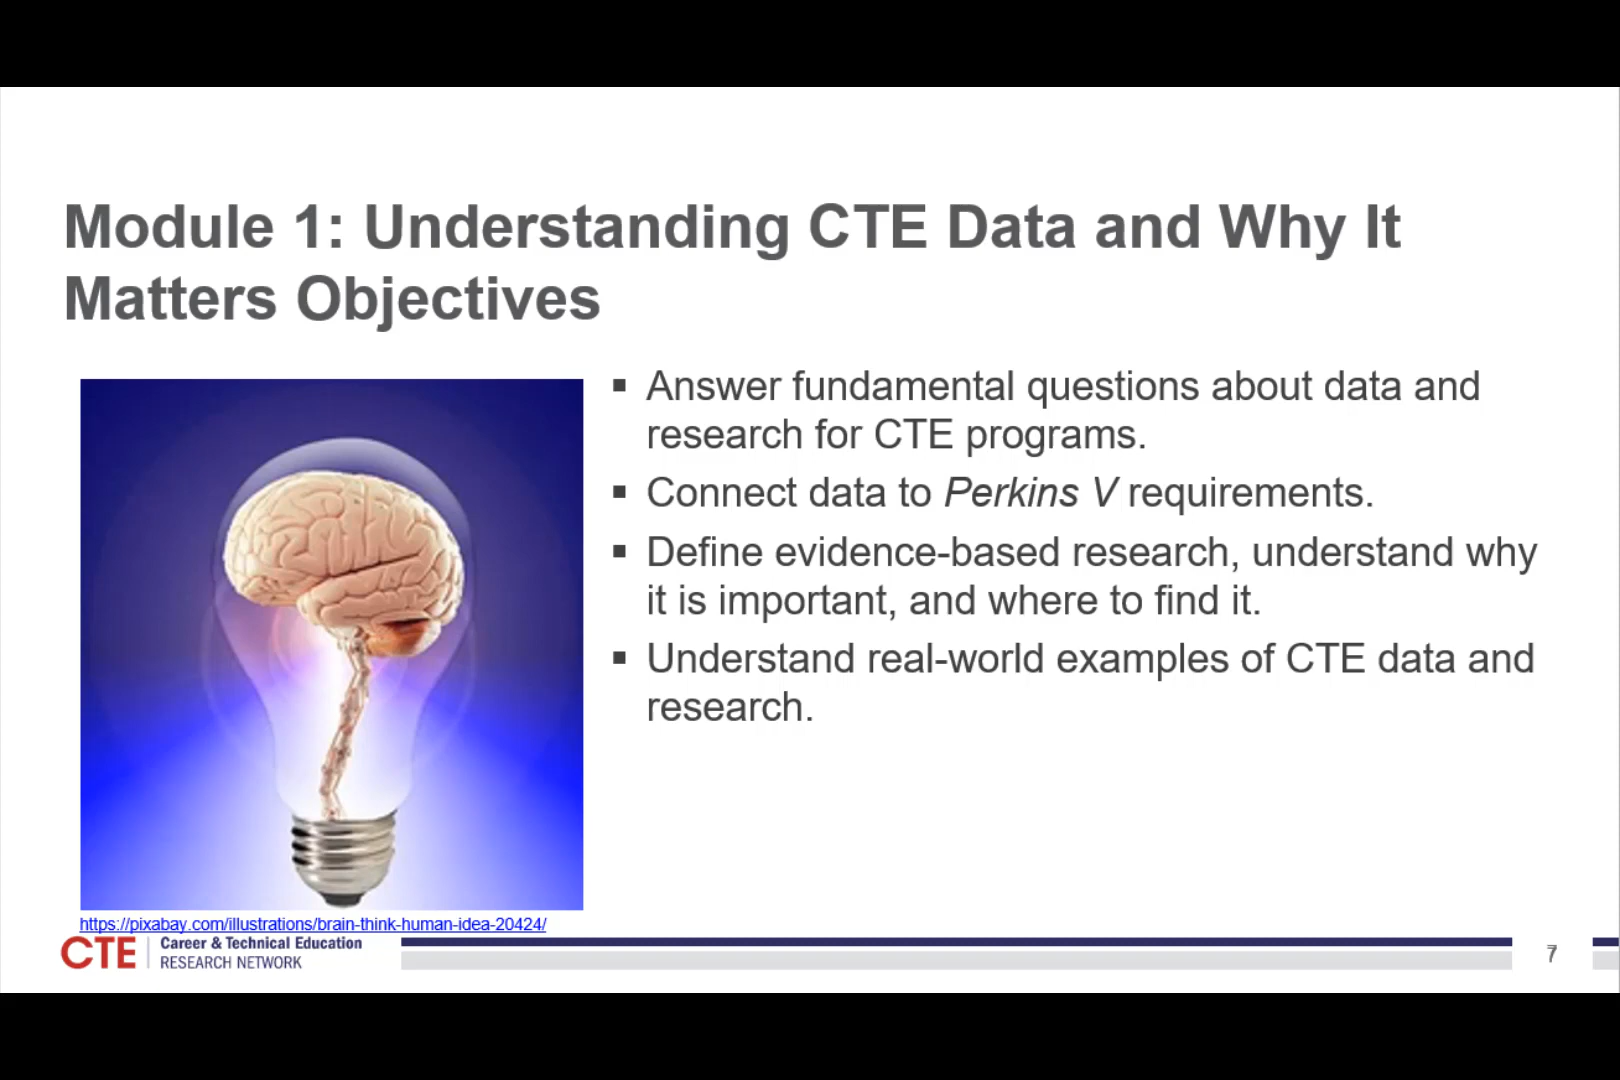 Module 1: Understanding CTE Data and Why It
Matters Objectives
▪ Answer fundamental questions about data and
research for CTE programs.
▪ Connect data to Perkins V requirements.
▪ Define evidence-based research, understand why
it is important, and where to find it.
▪ Understand real-world examples of CTE data and
research.
https://pixabay.com/illustrations/brain-think-human-idea-20424/
CTE Career & Technical Education
RESEARCH NETWORK
7